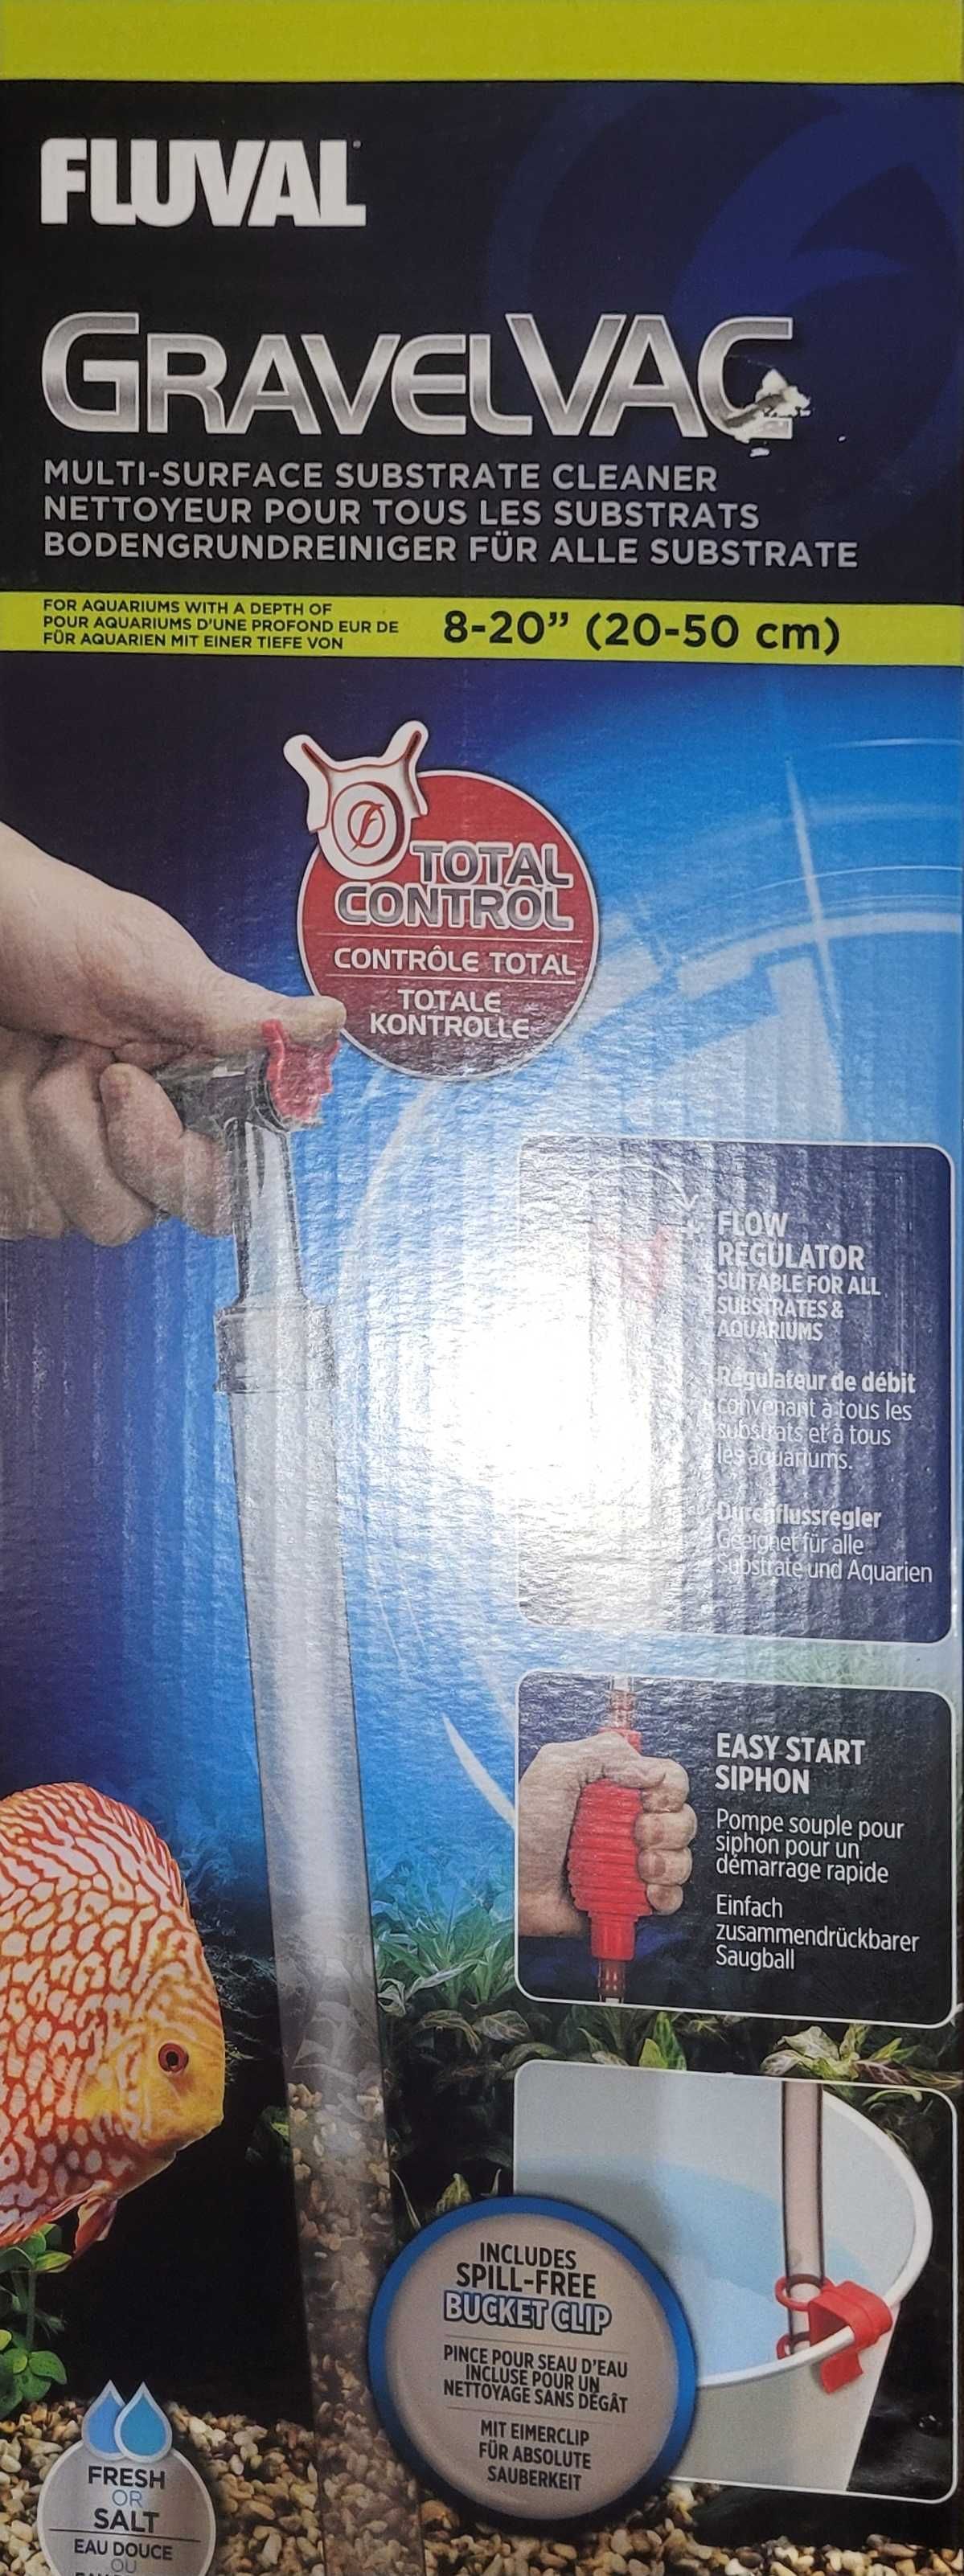 FLUVAL
GRAVELVAC
MULTI-SURFACE SUBSTRATE CLEANER
NETTOYEUR POUR TOUS LES SUBSTRATS
BODENGRUNDREINIGER FÜR ALLE SUBSTRATE
FOR AQUARIUMS WITH A DEPTH OF
POUR AQUARIUMS D'UNE PROFOND EUR DE
FÜR AQUARIEN MIT EINER TIEFE VON
8-20” (20-50 cm)
TOTAL
CONTROL
CONTRÔLE TOTAL
TOTALE
KONTROLLE
FLOW
REGULATOR
SUITABLE FOR ALL
SUBSTRATES &
AQUARIUMS
Régulateur de débit
convenant à tous les
substrats et à tous
les aquariums.
Durchflussregler
Geeignet für alle
Substrate und Aquarien
EASY START
SIPHON
Pompe souple pour
siphon pour un
démarrage rapide
Einfach
zusammendrückbarer
Saugball
INCLUDES
SPILL-FREE
BUCKET CLIP
PINCE POUR SEAU D'EAU
INCLUSE POUR UN
NETTOYAGE SANS DÉGÂT
MIT EIMERCLIP
FÜR ABSOLUTE
SAUBERKEIT
FRESH
OR
SALT
EAU DOUCE
OU